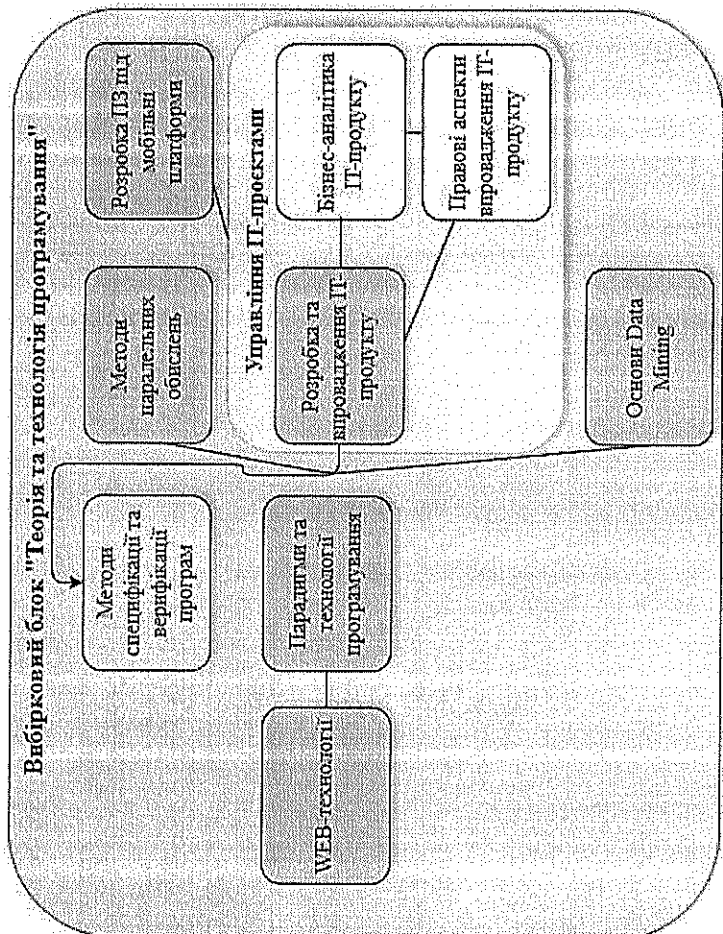 Вибірковий блок "Теорія та технологія програмування"
WEB-технології
Методи
специфікації та
верифікації
програм
Парадигми та
технології
програмування
Методи
паралельних
обислень
Розробка ПЗ під
мобільні
платформи
Управління ІТ-проєктами
Розробка та
впровадження ІТ-
продукту
Бізнес-аналітика
ІТ-продукту
Правові аспекти
впровадження ІТ-
продукту
Основи Data
Mining